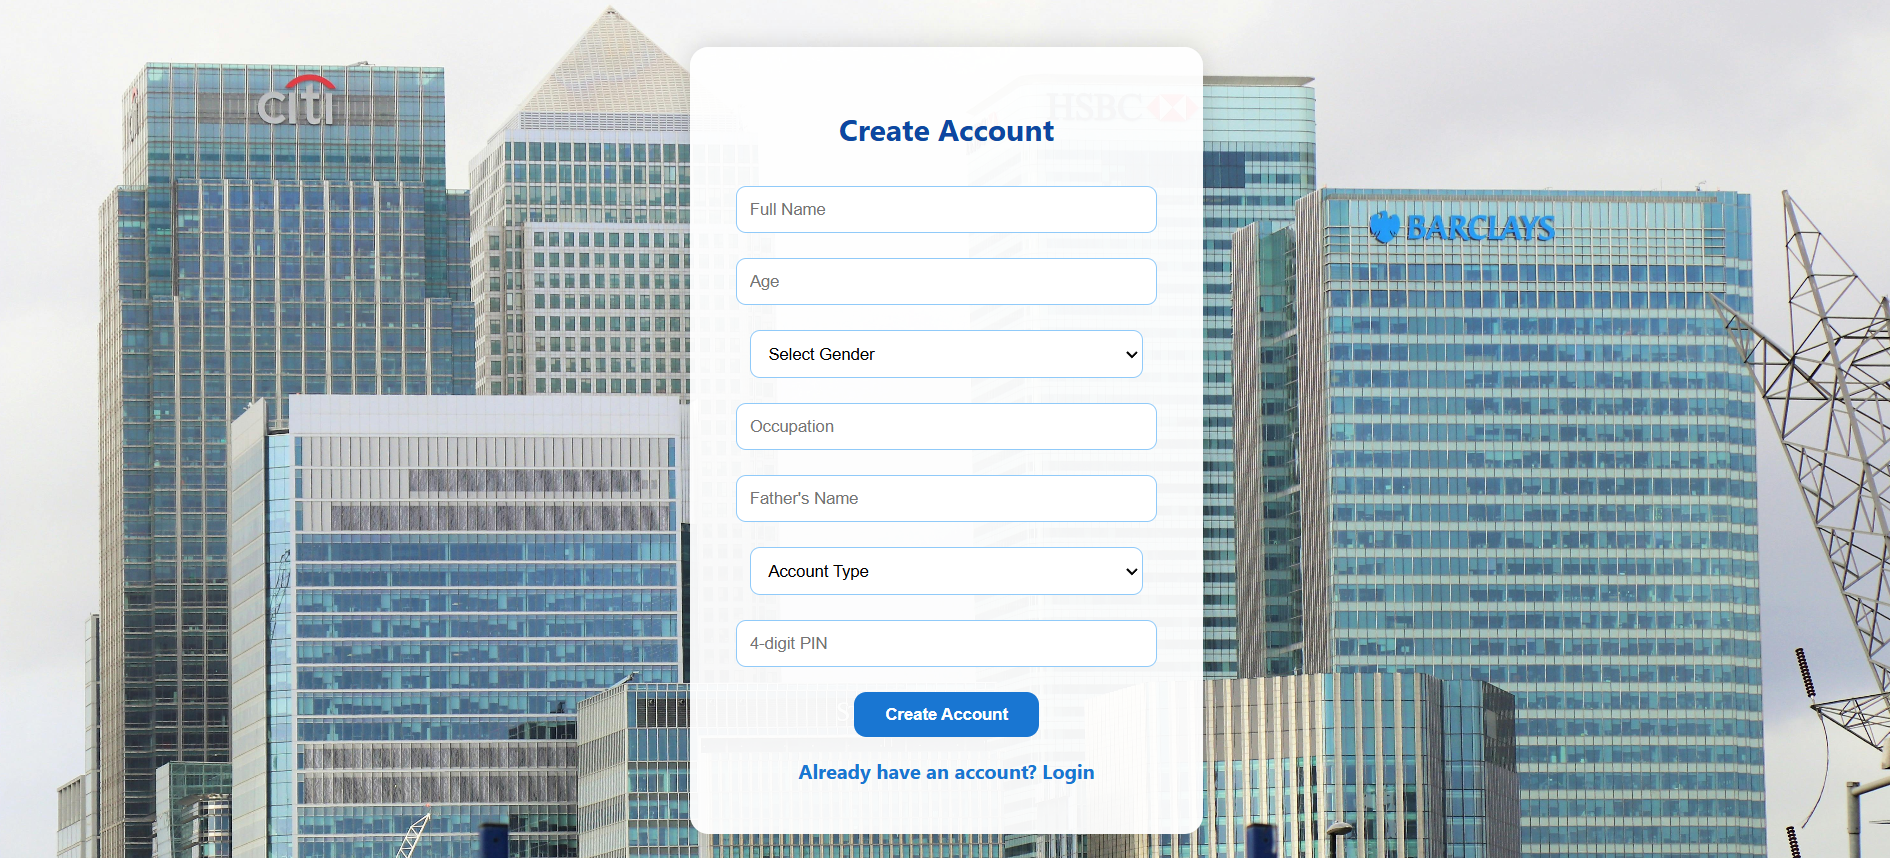 citi
HSBC
Create Account
Full Name
BARCLAYS
Age
Select Gender
Occupation
Father's Name
Account Type
4-digit PIN
Create Account
Already have an account? Login